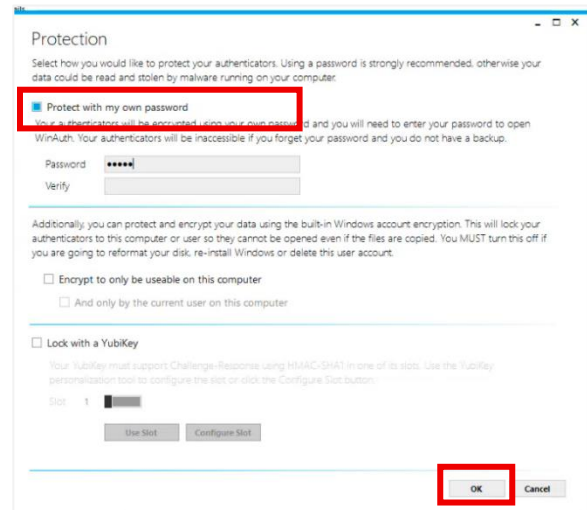 Protection
Select how you would like to protect your authenticators. Using a password is strongly recommended, otherwise your
data could be read and stolen by malware running on your computer.
Protect with my own password
Your authenticators will be encrypted using your own password and you will need to enter your password to open
WinAuth. Your authenticators will be inaccessible if you forget your password and you do not have a backup.
Password •••••
Verify
Additionally, you can protect and encrypt your data using the built-in Windows account encryption. This will lock your
authenticators to this computer or user so they cannot be opened even if the files are copied. You MUST turn this off if
you are going to reformat your disk, re-install Windows or delete this user account.
Encrypt to only be useable on this computer
And only by the current user on this computer
Lock with a YubiKey
Your YubiKey must support Challenge-Response using HMAC-SHA1 in one of its slots. Use the YubiKey
personalization tool to configure the slot or click the Configure Slot button.
Slot 1
Use Slot Configure Slot
OK Cancel